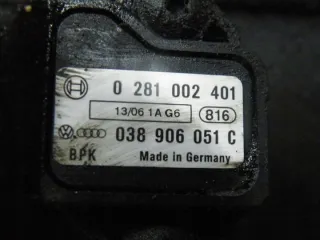 0 281 002 401
13/06 1A G6 816
038 906 051 C
BPK Made in Germany